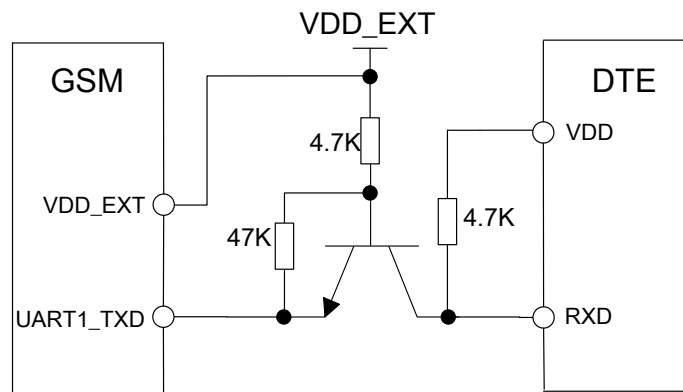 VDD_EXT
GSM
DTE
VDD
4.7K
VDD_EXT
4.7K
47K
UART1_TXD
RXD